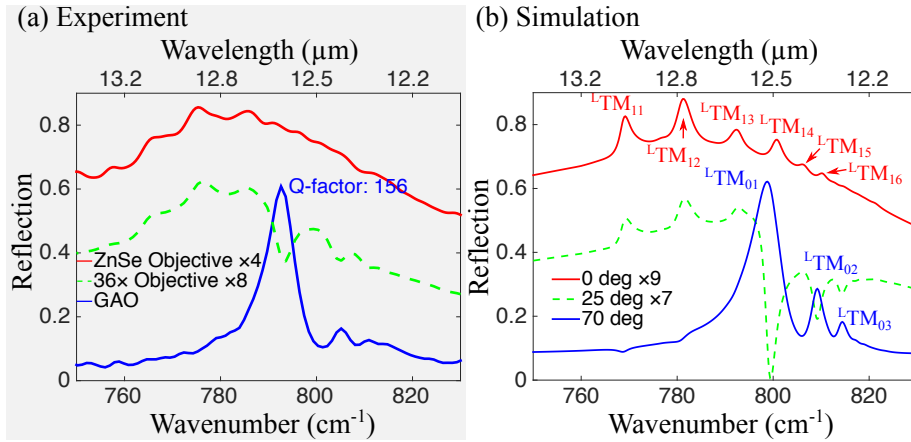 (a) Experiment
Wavelength (µm)
13.2 12.8 12.5 12.2
0.8
0.6
0.4
0.2
0
Reflection
Q-factor: 156
ZnSe Objective ×4
36× Objective ×8
GAO
760 780 800 820
Wavenumber (cm⁻¹)
(b) Simulation
Wavelength (µm)
13.2 12.8 12.5 12.2
0.8
0.6
0.4
0.2
0
Reflection
ᴸTM₁₁
ᴸTM₁₂
ᴸTM₁₃
ᴸTM₁₄
ᴸTM₁₅
ᴸTM₁₆
ᴸTM₀₁
ᴸTM₀₂
ᴸTM₀₃
0 deg ×9
25 deg ×7
70 deg
760 780 800 820
Wavenumber (cm⁻¹)